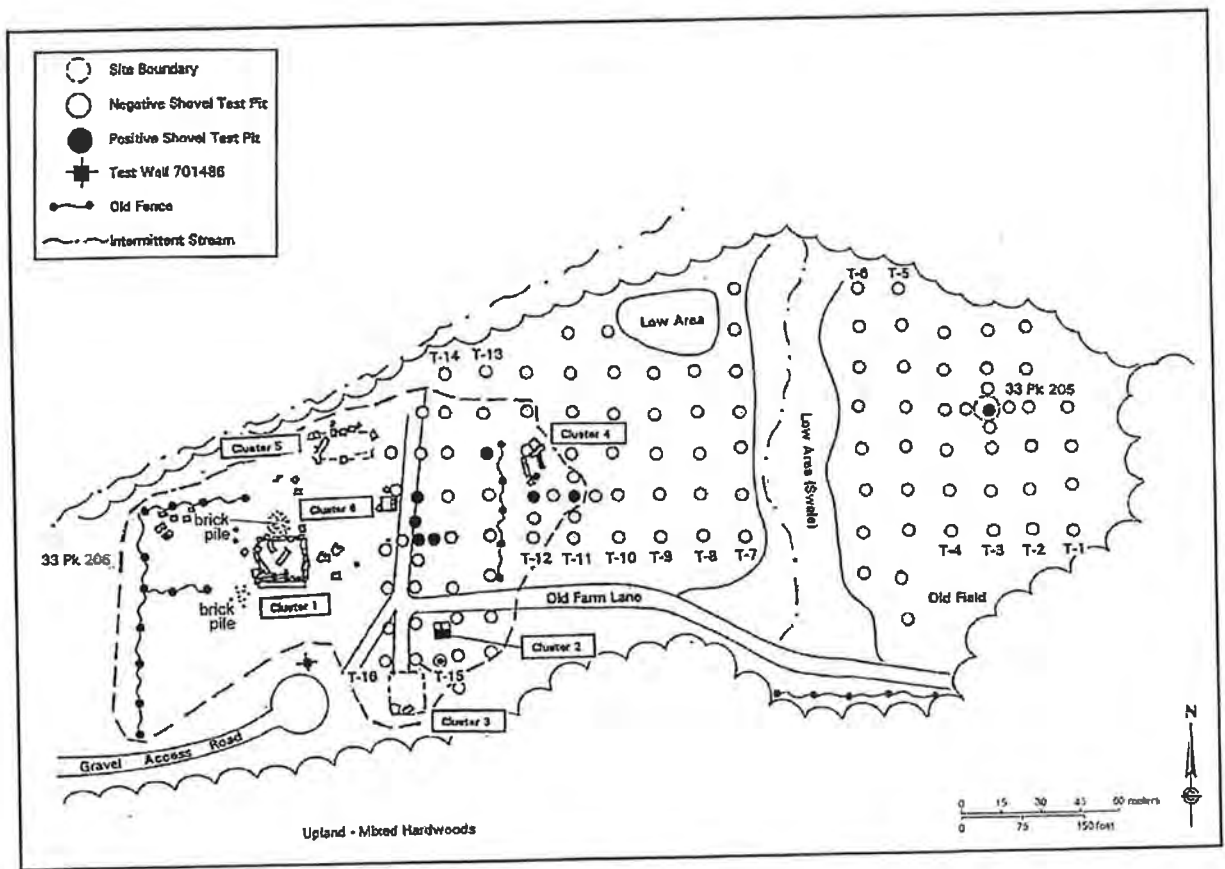 Site Boundary
Negative Shovel Test Pit
Positive Shovel Test Pit
Test Well 701486
Old Fence
Intermittent Stream
T-6 T-5
Low Area
T-14 T-13
33 Pk 205
Cluster 4
Cluster 5
Low Area (Swale)
Cluster 6
brick
pile
33 Pk 206
T-12 T-11 T-10 T-9 T-8 T-7
T-4 T-3 T-2 T-1
Cluster 1
brick
pile
Old Farm Lane
Old Field
Cluster 2
T-16 T-15
Cluster 3
Gravel Access Road
N
0 15 30 45 60 meters
0 75 150 feet
Upland - Mixed Hardwoods